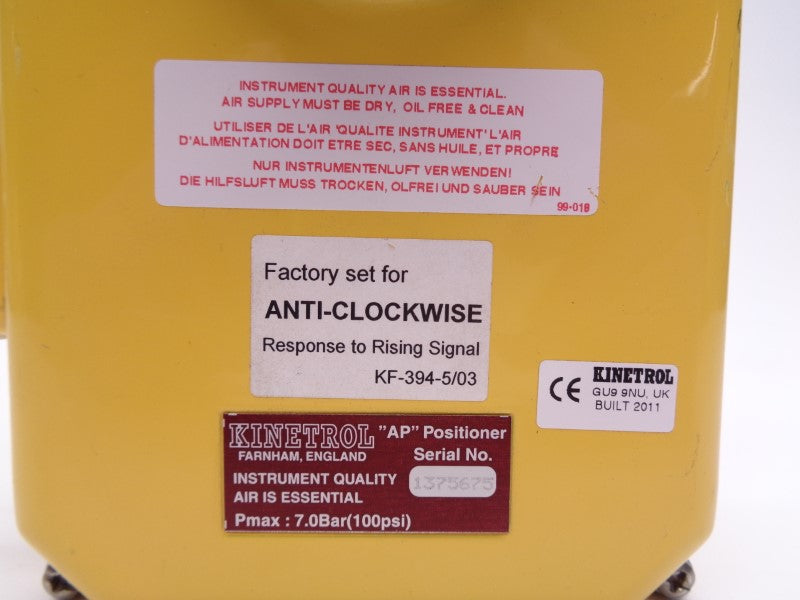 INSTRUMENT QUALITY AIR IS ESSENTIAL.
AIR SUPPLY MUST BE DRY, OIL FREE & CLEAN
UTILISER DE L'AIR 'QUALITE INSTRUMENT' L'AIR
D'ALIMENTATION DOIT ETRE SEC, SANS HUILE, ET PROPRE
NUR INSTRUMENTENLUFT VERWENDEN!
DIE HILFSLUFT MUSS TROCKEN, OLFREI UND SAUBER SEIN
99-018
Factory set for
ANTI-CLOCKWISE
Response to Rising Signal
KF-394-5/03
CE KINETROL
GU9 9NU, UK
BUILT 2011
KINETROL "AP" Positioner
FARNHAM, ENGLAND Serial No.
INSTRUMENT QUALITY 1375675
AIR IS ESSENTIAL
Pmax : 7.0Bar(100psi)